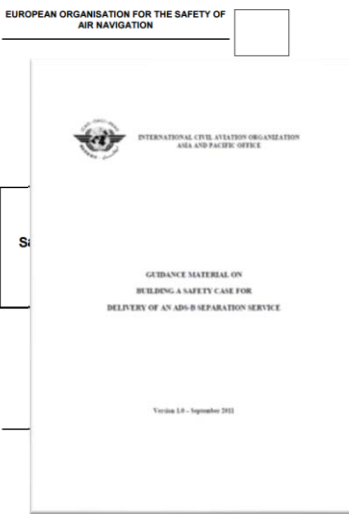 EUROPEAN ORGANISATION FOR THE SAFETY OF
AIR NAVIGATION
INTERNATIONAL CIVIL AVIATION ORGANIZATION
ASIA AND PACIFIC OFFICE
Sa
GUIDANCE MATERIAL ON
BUILDING A SAFETY CASE FOR
DELIVERY OF AN ADS-B SEPARATION SERVICE
Version 1.0 – September 2011